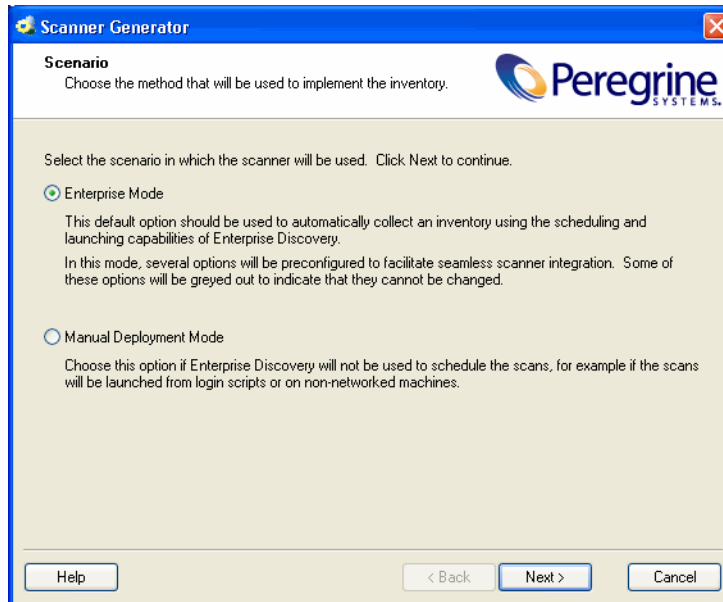 Scanner Generator
Scenario
Choose the method that will be used to implement the inventory.
Peregrine
SYSTEMS.
Select the scenario in which the scanner will be used. Click Next to continue.
Enterprise Mode
This default option should be used to automatically collect an inventory using the scheduling and
launching capabilities of Enterprise Discovery.
In this mode, several options will be preconfigured to facilitate seamless scanner integration. Some of
these options will be greyed out to indicate that they cannot be changed.
Manual Deployment Mode
Choose this option if Enterprise Discovery will not be used to schedule the scans, for example if the scans
will be launched from login scripts or on non-networked machines.
Help
< Back
Next >
Cancel